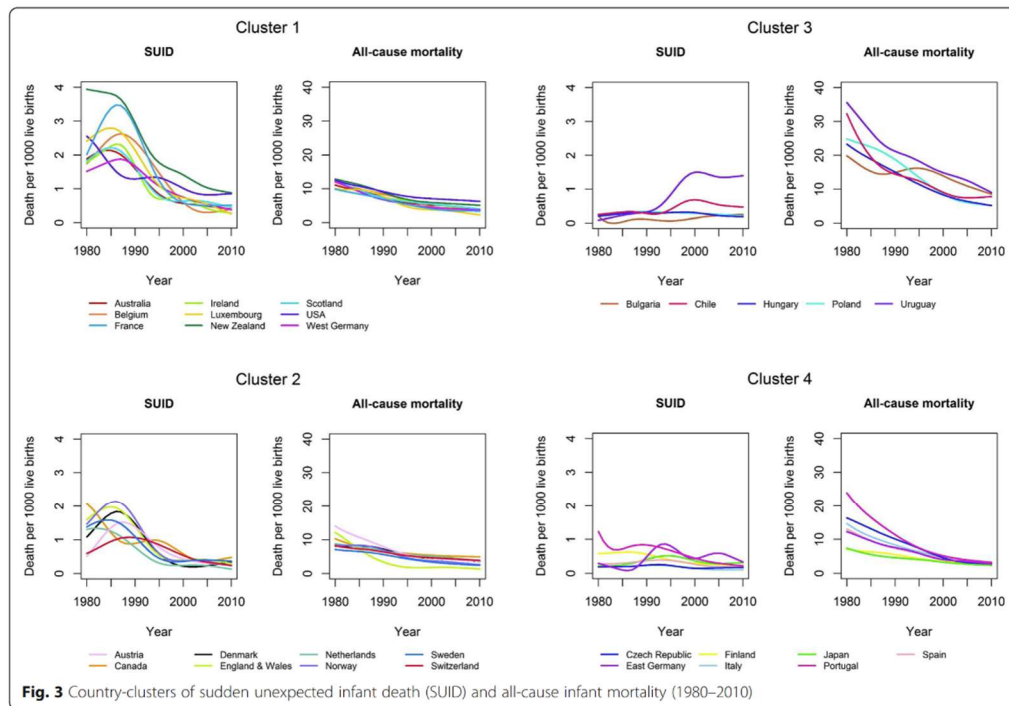 Cluster 1
SUID
All-cause mortality
Death per 1000 live births
0 1 2 3 4
1980 1990 2000 2010
Year
Death per 1000 live births
0 10 20 30 40
1980 1990 2000 2010
Year
Australia Ireland Scotland
Belgium Luxembourg USA
France New Zealand West Germany
Cluster 3
SUID
All-cause mortality
Death per 1000 live births
0 1 2 3 4
1980 1990 2000 2010
Year
Death per 1000 live births
0 10 20 30 40
1980 1990 2000 2010
Year
Bulgaria Chile Hungary Poland Uruguay
Cluster 2
SUID
All-cause mortality
Death per 1000 live births
0 1 2 3 4
1980 1990 2000 2010
Year
Death per 1000 live births
0 10 20 30 40
1980 1990 2000 2010
Year
Austria Denmark Netherlands Sweden
Canada England & Wales Norway Switzerland
Cluster 4
SUID
All-cause mortality
Death per 1000 live births
0 1 2 3 4
1980 1990 2000 2010
Year
Death per 1000 live births
0 10 20 30 40
1980 1990 2000 2010
Year
Czech Republic Finland Japan Spain
East Germany Italy Portugal
Fig. 3 Country-clusters of sudden unexpected infant death (SUID) and all-cause infant mortality (1980–2010)